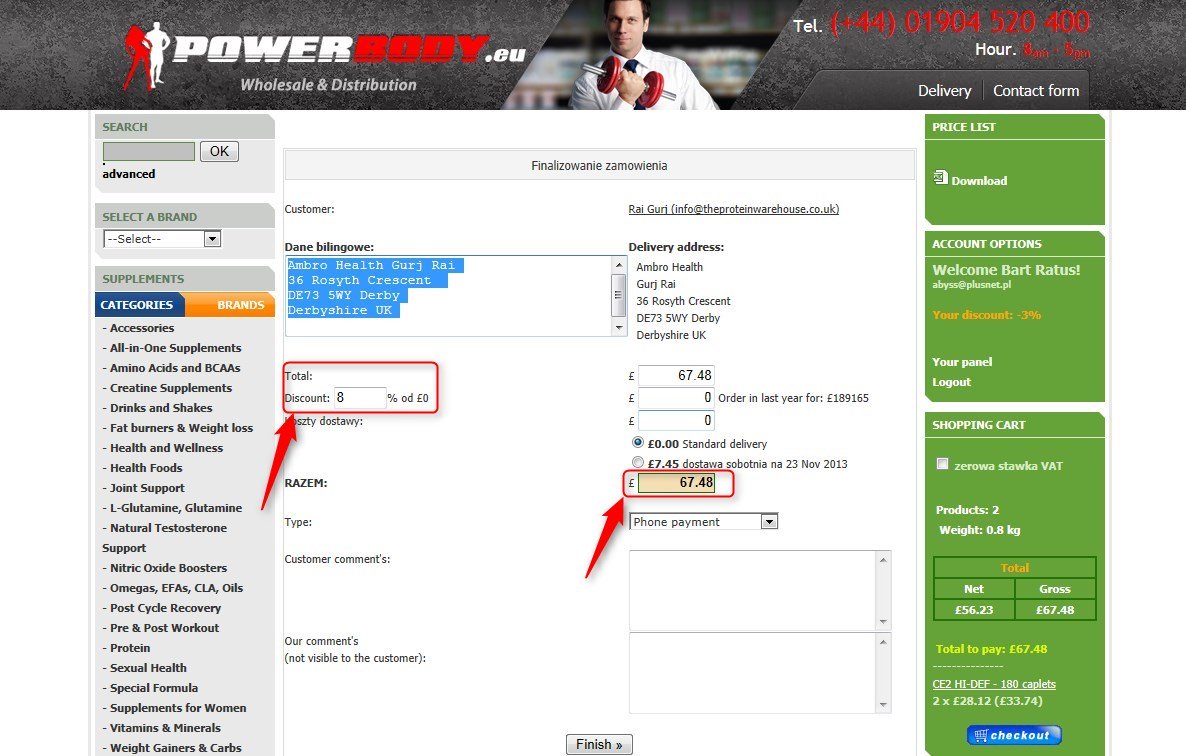 POWERBODY.eu
Wholesale & Distribution
Tel. (+44) 01904 520 400
Hour. 8am - 5pm
Delivery
Contact form
SEARCH
OK
advanced
SELECT A BRAND
--Select--
SUPPLEMENTS
CATEGORIES
BRANDS
- Accessories
- All-in-One Supplements
- Amino Acids and BCAAs
- Creatine Supplements
- Drinks and Shakes
- Fat burners & Weight loss
- Health and Wellness
- Health Foods
- Joint Support
- L-Glutamine, Glutamine
- Natural Testosterone
Support
- Nitric Oxide Boosters
- Omegas, EFAs, CLA, Oils
- Post Cycle Recovery
- Pre & Post Workout
- Protein
- Sexual Health
- Special Formula
- Supplements for Women
- Vitamins & Minerals
- Weight Gainers & Carbs
Finalizowanie zamowienia
Customer:
Rai Gurj (info@theproteinwarehouse.co.uk)
Dane bilingowe:
Ambro Health Gurj Rai
36 Rosyth Crescent
DE73 5WY Derby
Derbyshire UK
Delivery address:
Ambro Health
Gurj Rai
36 Rosyth Crescent
DE73 5WY Derby
Derbyshire UK
Total:
£ 67.48
Discount: 8 % od £0
£ 0 Order in last year for: £189165
oszty dostawy:
£ 0
£0.00 Standard delivery
£7.45 dostawa sobotnia na 23 Nov 2013
RAZEM:
£ 67.48
Type:
Phone payment
Customer comment's:
Our comment's
(not visible to the customer):
Finish »
PRICE LIST
Download
ACCOUNT OPTIONS
Welcome Bart Ratus!
abyss@plusnet.pl
Your discount: -3%
Your panel
Logout
SHOPPING CART
zerowa stawka VAT
Products: 2
Weight: 0.8 kg
Total
Net Gross
£56.23 £67.48
Total to pay: £67.48
---------------
CE2 HI-DEF - 180 caplets
2 x £28.12 (£33.74)
checkout